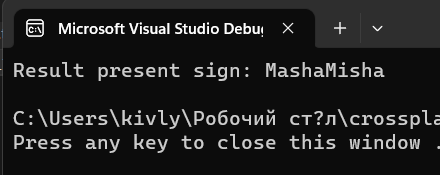 Microsoft Visual Studio Debug
Result present sign: MashaMisha
C:\Users\kivly\Робочий ст?л\crosspla
Press any key to close this window .